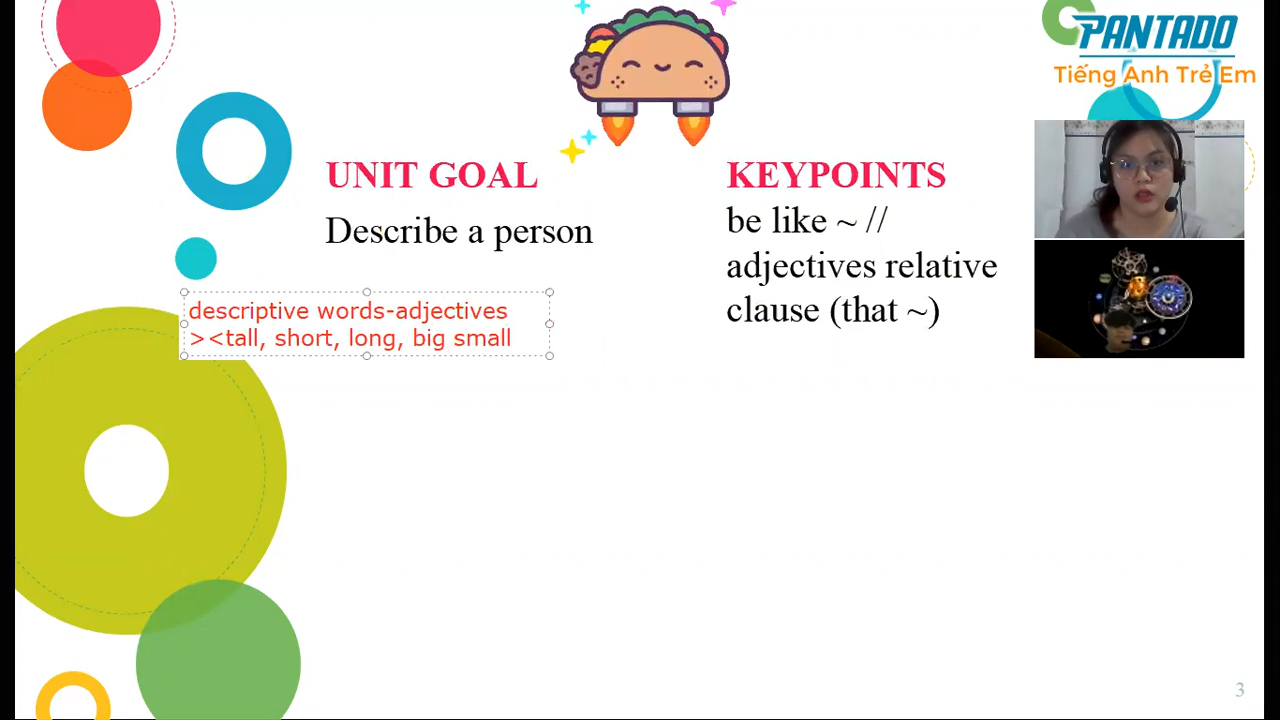 PANTADO
Tiếng Anh Trẻ Em
UNIT GOAL
Describe a person
descriptive words-adjectives
><tall, short, long, big small
KEYPOINTS
be like ~ //
adjectives relative
clause (that ~)
3